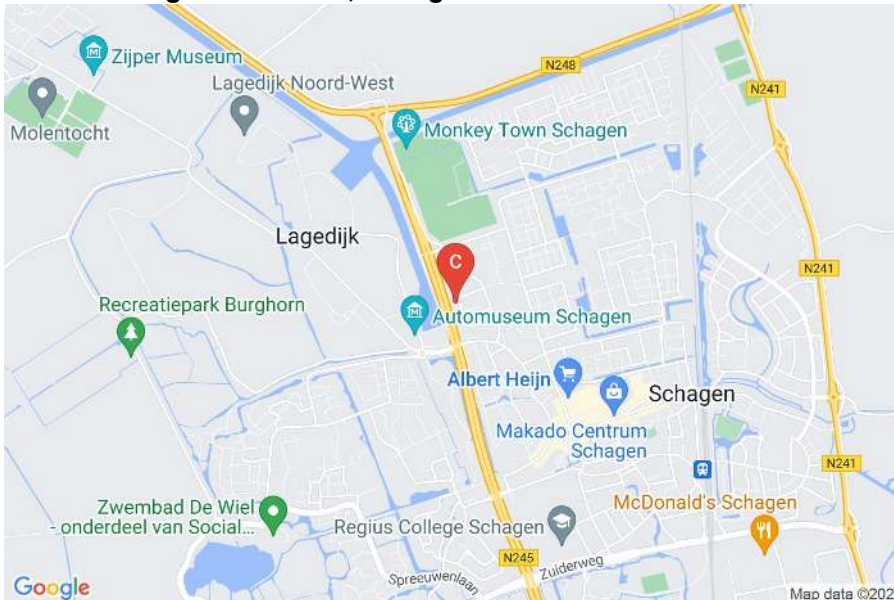 Zijper Museum
Lagedijk Noord-West
N248
N241
Molentocht
Monkey Town Schagen
Lagedijk
C
N241
Recreatiepark Burghorn
Automuseum Schagen
Albert Heijn
Schagen
Makado Centrum
Schagen
N241
Zwembad De Wiel
- onderdeel van Social...
McDonald's Schagen
Regius College Schagen
N245
Zuiderweg
Spreeuwenlaan
Google
Map data ©202